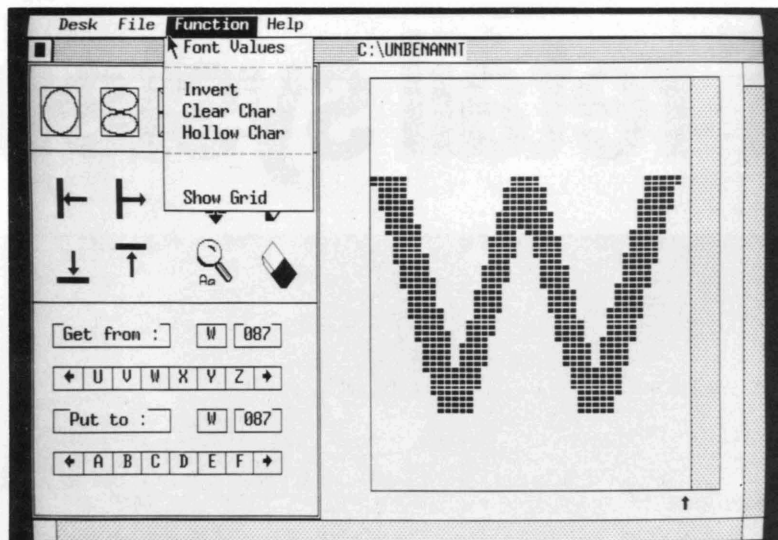 Desk File Function Help
C:\UNBENANNT
Font Values
Invert
Clear Char
Hollow Char
Show Grid
Aa
Get from : W 087
← U V W X Y Z →
Put to : W 087
← A B C D E F →
W